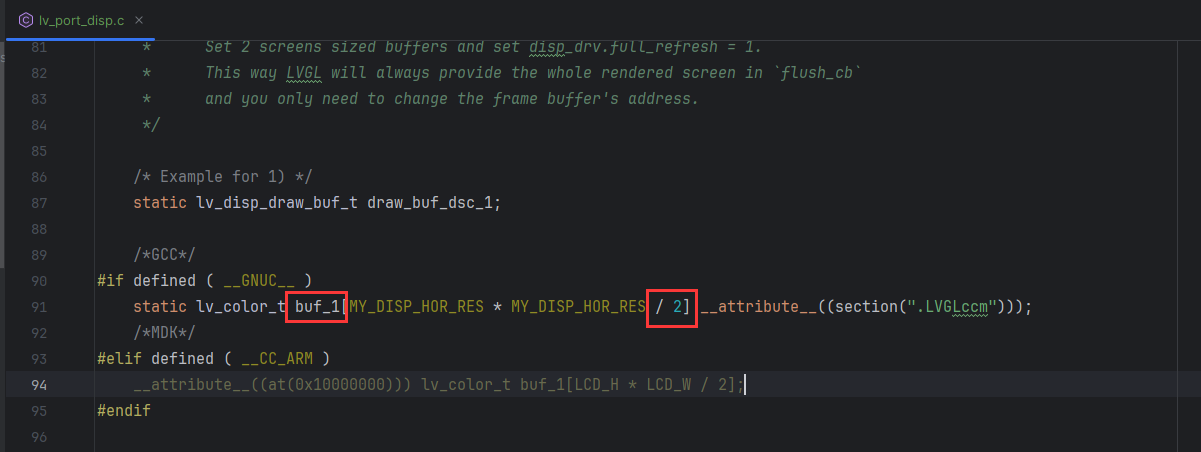 lv_port_disp.c
81 * Set 2 screens sized buffers and set disp_drv.full_refresh = 1.
82 * This way LVGL will always provide the whole rendered screen in `flush_cb`
83 * and you only need to change the frame buffer's address.
84 */
85
86 /* Example for 1) */
87 static lv_disp_draw_buf_t draw_buf_dsc_1;
88
89 /*GCC*/
90 #if defined ( __GNUC__ )
91 static lv_color_t buf_1[MY_DISP_HOR_RES * MY_DISP_HOR_RES / 2] __attribute__((section(".LVGLccm")));
92 /*MDK*/
93 #elif defined ( __CC_ARM )
94 __attribute__((at(0x10000000))) lv_color_t buf_1[LCD_H * LCD_W / 2];
95 #endif
96